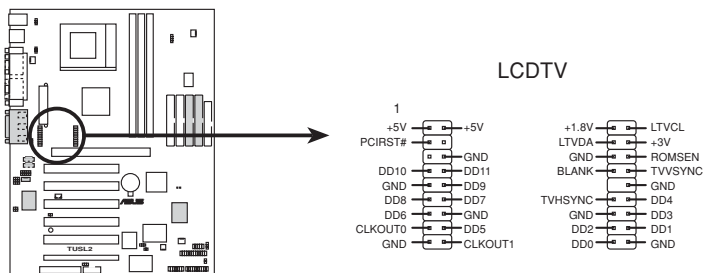 LCDTV
1
+5V +5V
PCIRST#
GND
DD10 DD11
GND DD9
DD8 DD7
DD6 GND
CLKOUT0 DD5
GND CLKOUT1
+1.8V LTVCL
LTVDA +3V
GND ROMSEN
BLANK TVVSYNC
GND
TVHSYNC DD4
GND DD3
DD2 DD1
DD0 GND
/ISUS
TUSL2